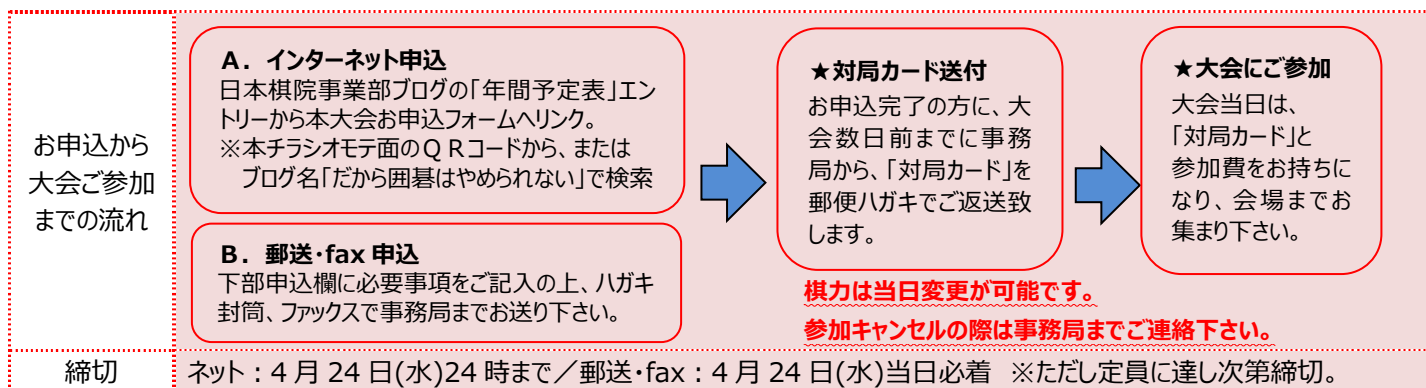 お申込から
大会ご参加
までの流れ
A. インターネット申込
日本棋院事業部ブログの「年間予定表」エン
トリーから本大会お申込フォームへリンク。
※本チラシオモテ面のQRコードから、または
ブログ名「だから囲碁はやめられない」で検索
B. 郵送・fax 申込
下部申込欄に必要事項をご記入の上、ハガキ
封筒、ファックスで事務局までお送り下さい。
★対局カード送付
お申込完了の方に、大
会数日前までに事務
局から、「対局カード」を
郵便ハガキでご返送致
します。
★大会にご参加
大会当日は、
「対局カード」と
参加費をお持ちに
なり、会場までお
集まり下さい。
棋力は当日変更が可能です。
参加キャンセルの際は事務局までご連絡下さい。
締切
ネット：4 月 24 日(水)24 時まで／郵送・fax：4 月 24 日(水)当日必着 ※ただし定員に達し次第締切。